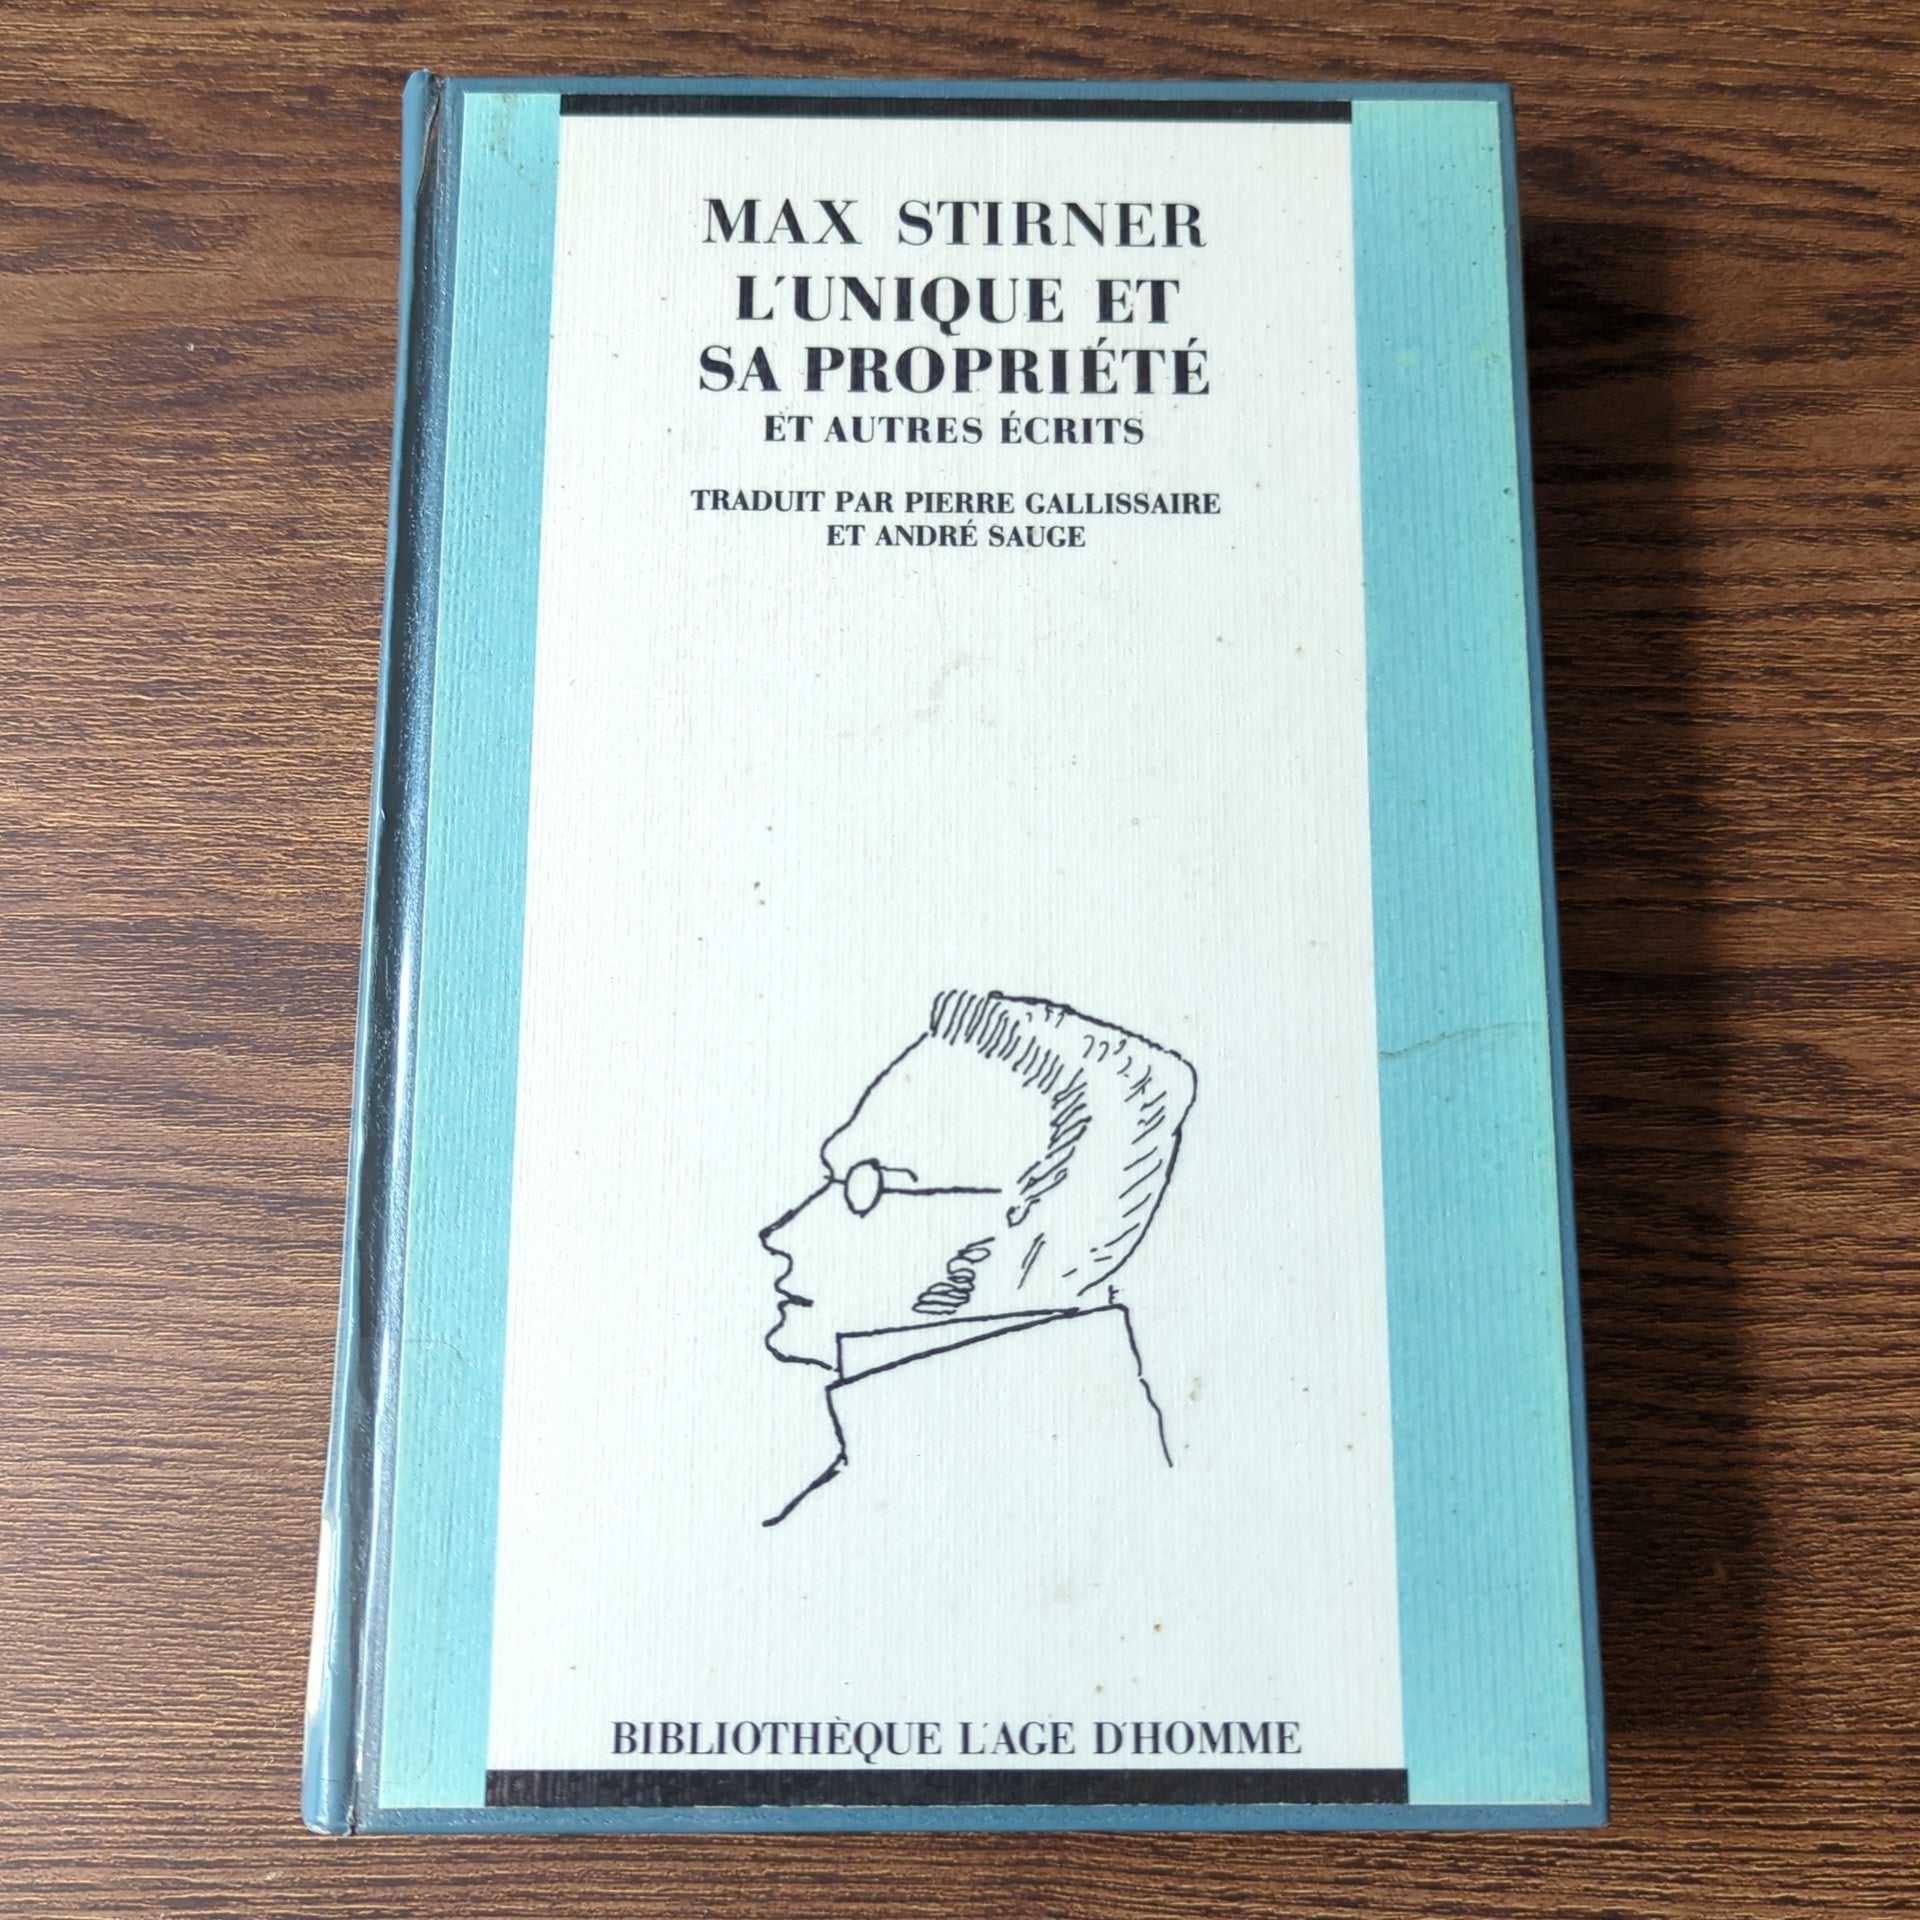 MAX STIRNER
L'UNIQUE ET
SA PROPRIÉTÉ
ET AUTRES ÉCRITS
TRADUIT PAR PIERRE GALLISSAIRE
ET ANDRÉ SAUGE
BIBLIOTHÈQUE L'AGE D'HOMME